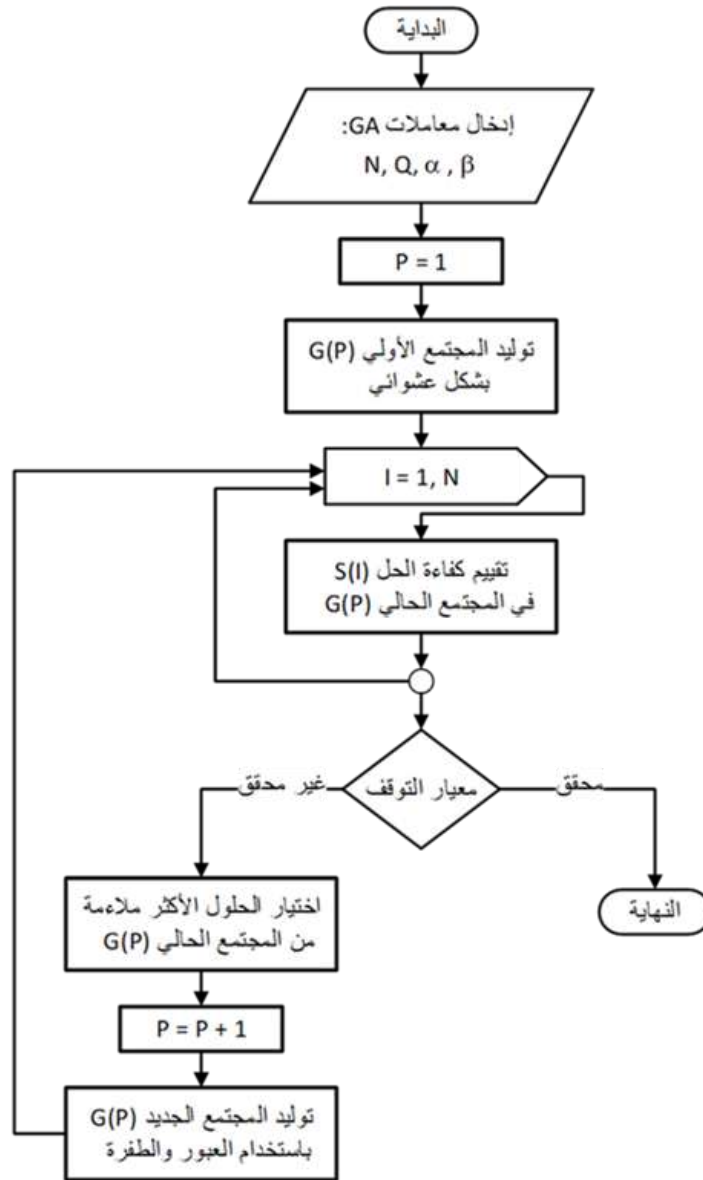 البداية
إدخال معاملات GA:
N, Q, α , β
P = 1
توليد المجتمع الأولي G(P)
بشكل عشوائي
I = 1, N
تقييم كفاءة الحل S(I)
في المجتمع الحالي G(P)
معيار التوقف
محقق
غير محقق
النهاية
اختيار الحلول الأكثر ملاءمة
من المجتمع الحالي G(P)
P = P + 1
توليد المجتمع الجديد G(P)
باستخدام العبور والطفرة